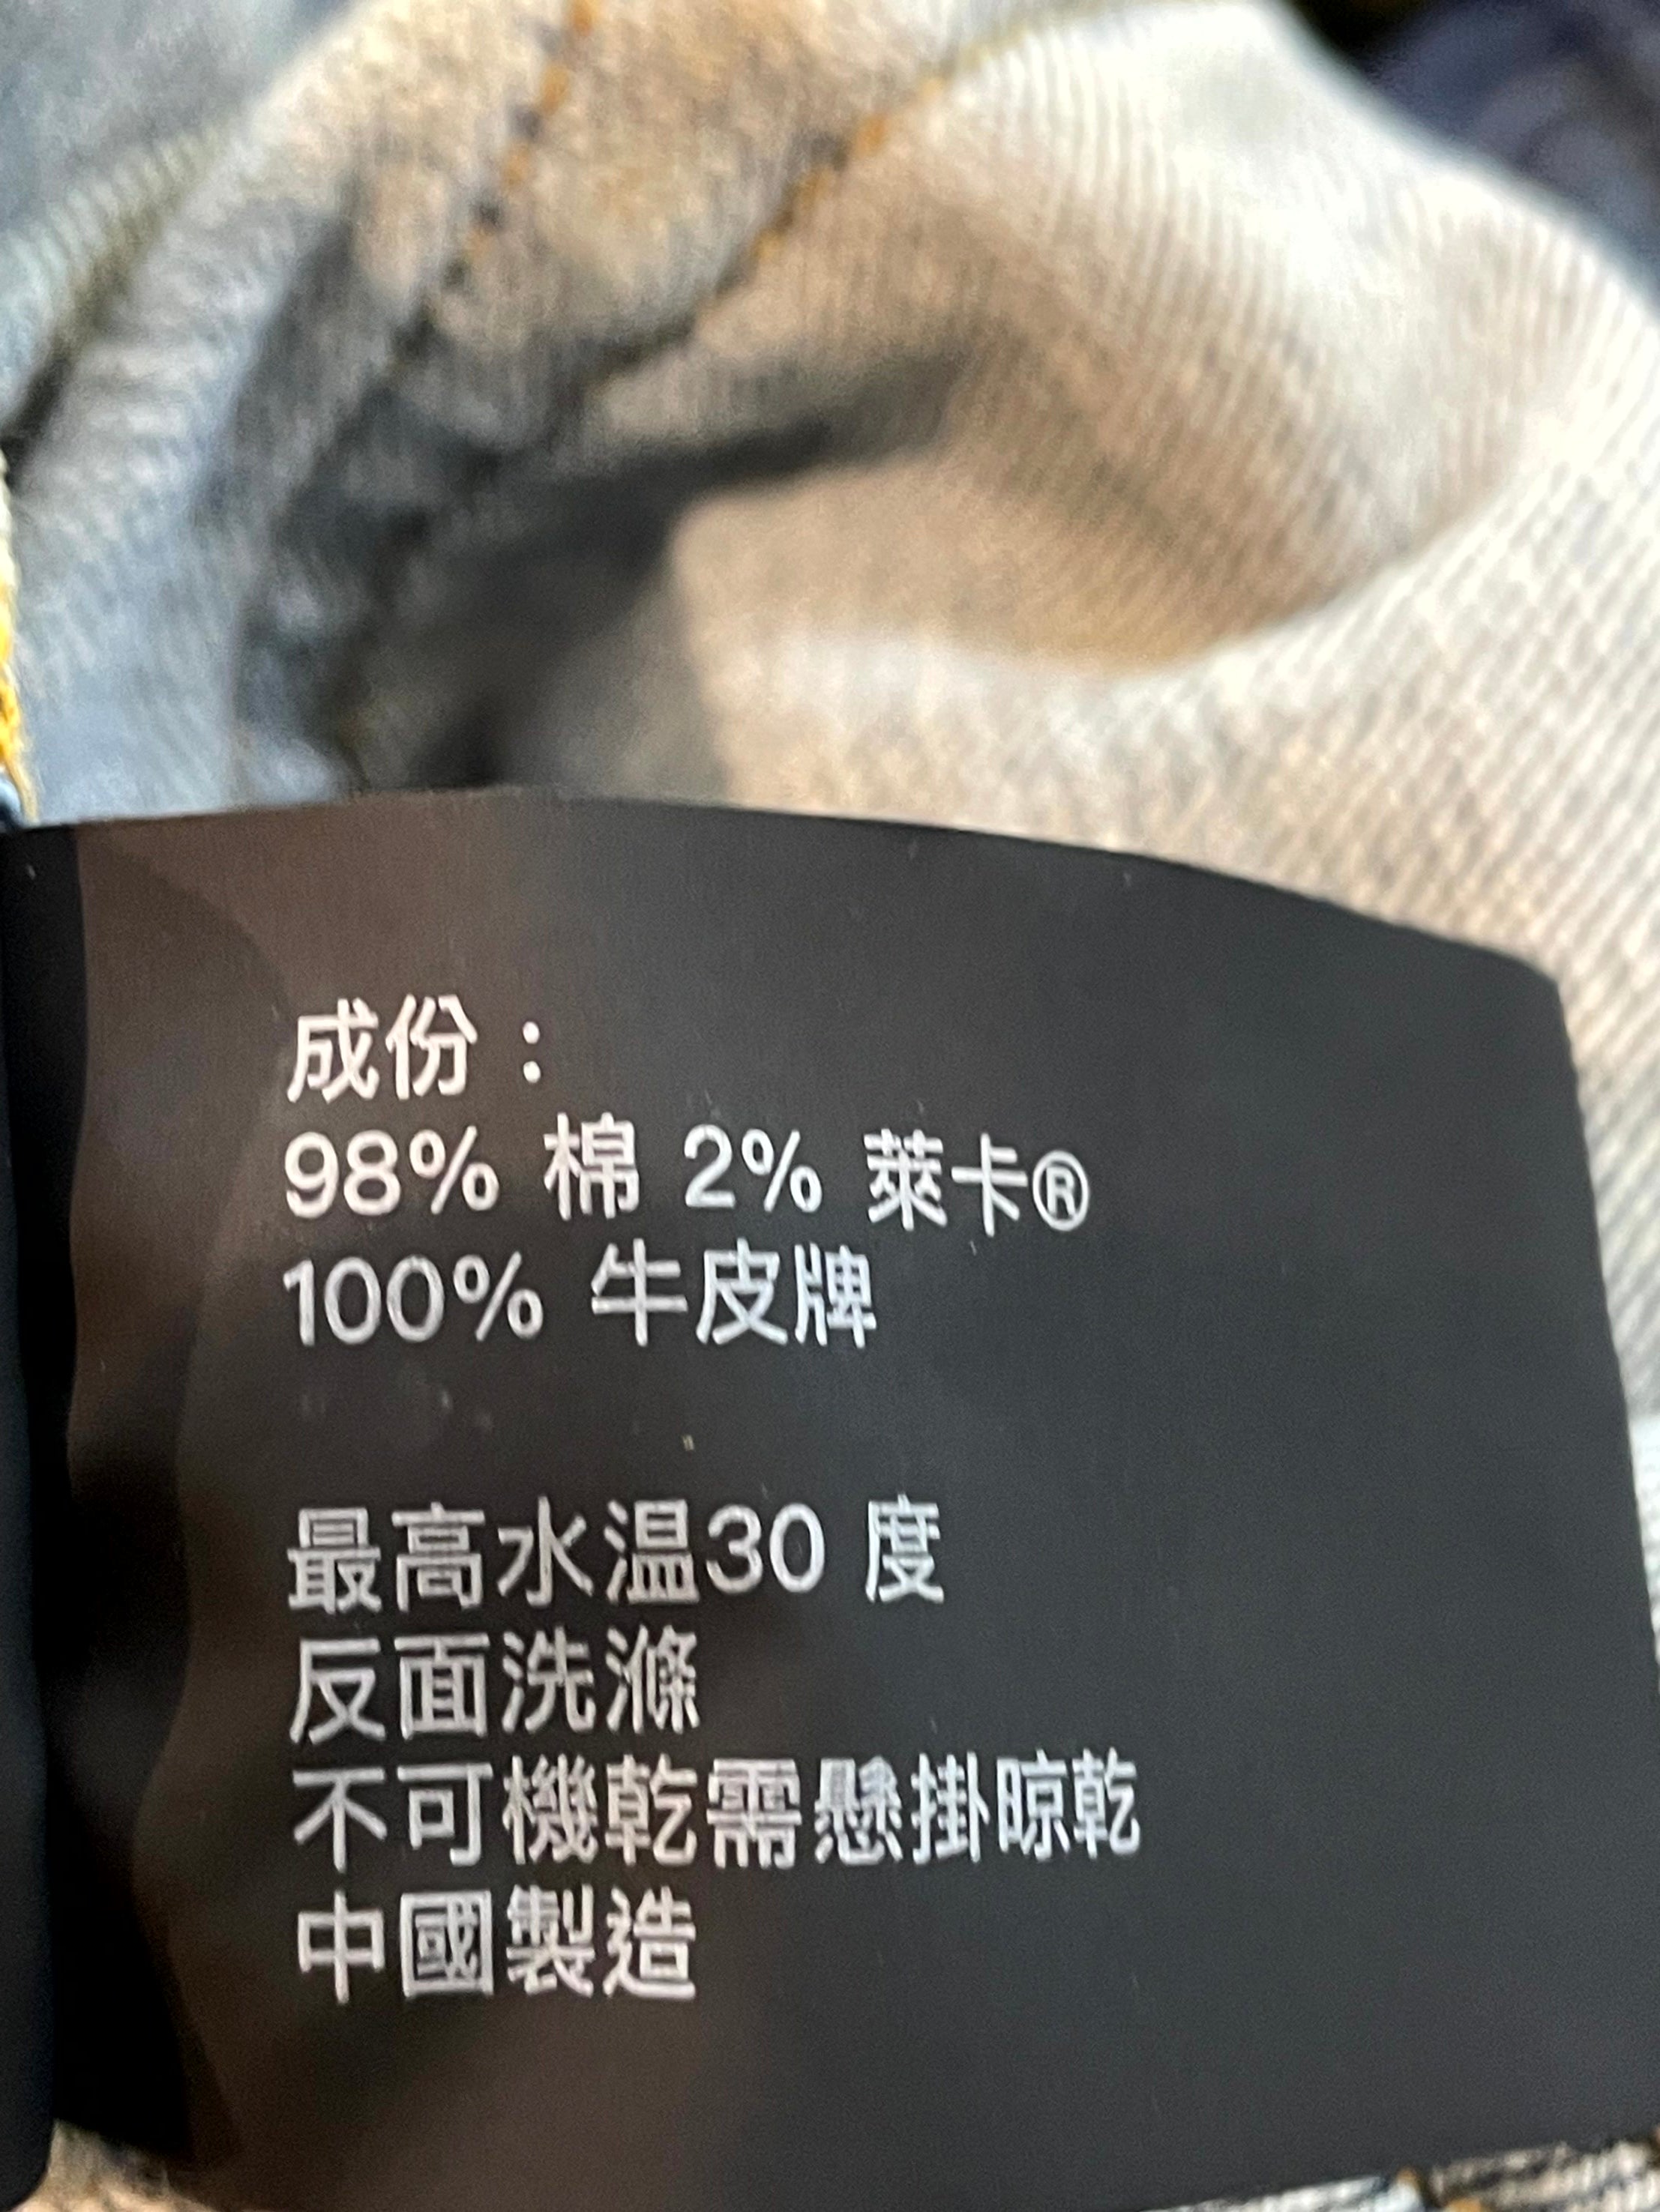 成份：
98% 棉 2% 萊卡®
100% 牛皮牌
最高水温30 度
反面洗滌
不可機乾需懸掛晾乾
中國製造